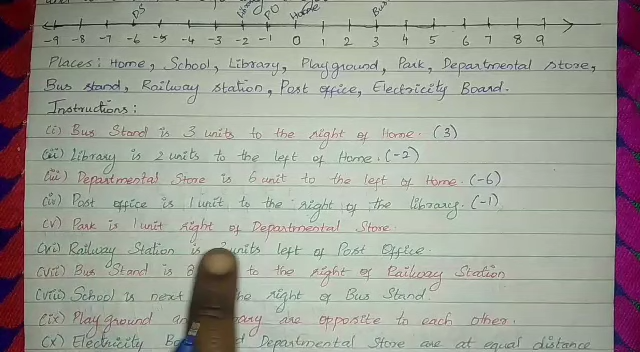 DS Library PO Home Bus
-9 -8 -7 -6 -5 -4 -3 -2 -1 0 1 2 3 4 5 6 7 8 9
Places: Home, School, Library, Playground, Park, Departmental Store,
Bus stand, Railway station, Post office, Electricity Board.
Instructions:
(i) Bus Stand is 3 units to the right of Home. (3)
(ii) Library is 2 units to the left of Home. (-2)
(iii) Departmental Store is 6 unit to the left of Home. (-6)
(iv) Post office is 1 unit to the right of the library. (-1)
(v) Park is 1 unit right of Departmental Store.
(vi) Railway Station is units left of Post Office.
(vii) Bus Stand is 8 to the right of Railway Station
(viii) School is next the right of Bus Stand.
(ix) Playground are opposite to each other.
(x) Electricity Departmental Store are at equal distance